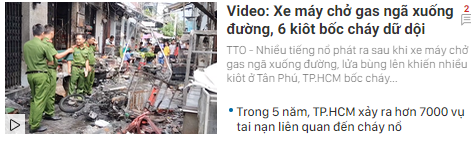 Video: Xe máy chở gas ngã xuống
đường, 6 kiôt bốc cháy dữ dội
2
TTO - Nhiều tiếng nổ phát ra sau khi xe máy chở
gas ngã xuống đường, lửa bùng lên khiến nhiều
kiôt ở Tân Phú, TP.HCM bốc cháy...
Trong 5 năm, TP.HCM xảy ra hơn 7000 vụ
tai nạn liên quan đến cháy nổ